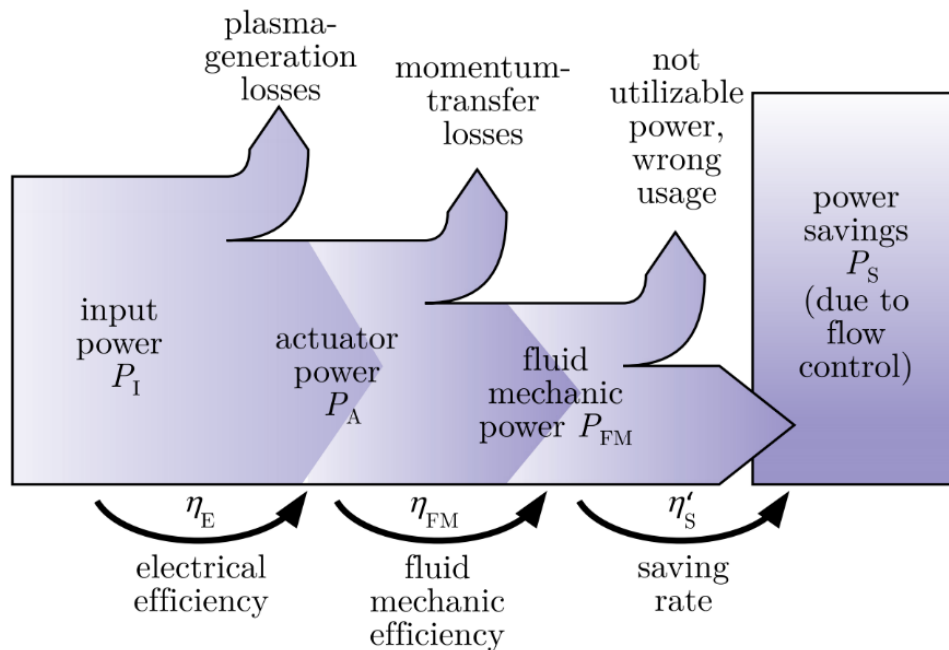 plasma-
generation
losses
momentum-
transfer
losses
not
utilizable
power,
wrong
usage
input
power
P_I
actuator
power
P_A
fluid
mechanic
power P_FM
power
savings
P_S
(due to
flow
control)
η_E
electrical
efficiency
η_FM
fluid
mechanic
efficiency
η′_S
saving
rate